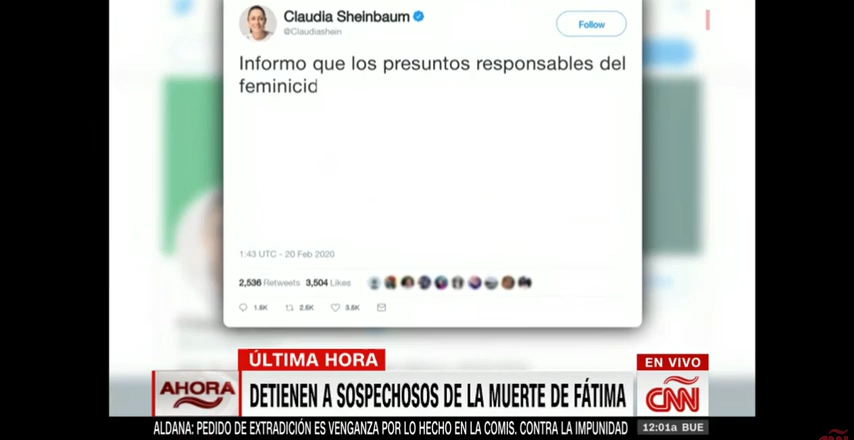 Claudia Sheinbaum
@Claudiashein
Follow
Informo que los presuntos responsables del
feminicid
1:43 UTC - 20 Feb 2020
2,536 Retweets 3,504 Likes
1.5K 2.5K 3.5K
ÚLTIMA HORA
EN VIVO
AHORA
DETIENEN A SOSPECHOSOS DE LA MUERTE DE FÁTIMA
CNN
ALDANA: PEDIDO DE EXTRADICIÓN ES VENGANZA POR LO HECHO EN LA COMIS. CONTRA LA IMPUNIDAD
12:01a BUE